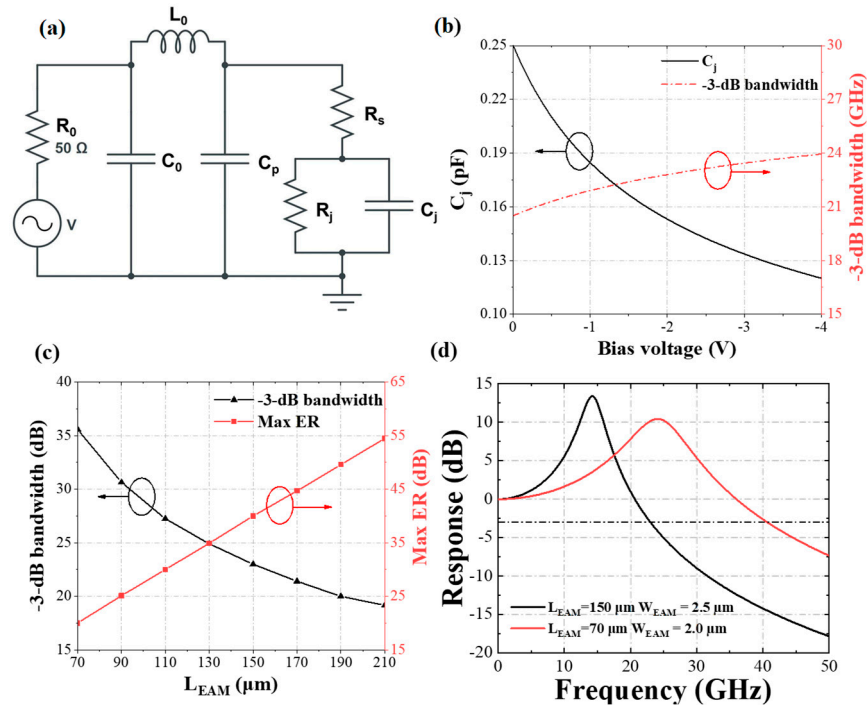 (a)
L₀
R₀
50 Ω
V
C₀
Cₚ
Rₛ
Rⱼ
Cⱼ
(b)
Cⱼ
-3-dB bandwidth
0.25
0.22
0.19
0.16
0.13
0.10
Cⱼ (pF)
30
27
24
21
18
15
-3-dB bandwidth (GHz)
0
-1
-2
-3
-4
Bias voltage (V)
(c)
-3-dB bandwidth
Max ER
40
35
30
25
20
15
-3-dB bandwidth (dB)
65
55
45
35
25
15
Max ER (dB)
70 90 110 130 150 170 190 210
L_EAM (μm)
(d)
15
10
5
0
-5
-10
-15
-20
Response (dB)
L_EAM=150 μm W_EAM = 2.5 μm
L_EAM=70 μm W_EAM = 2.0 μm
0 10 20 30 40 50
Frequency (GHz)